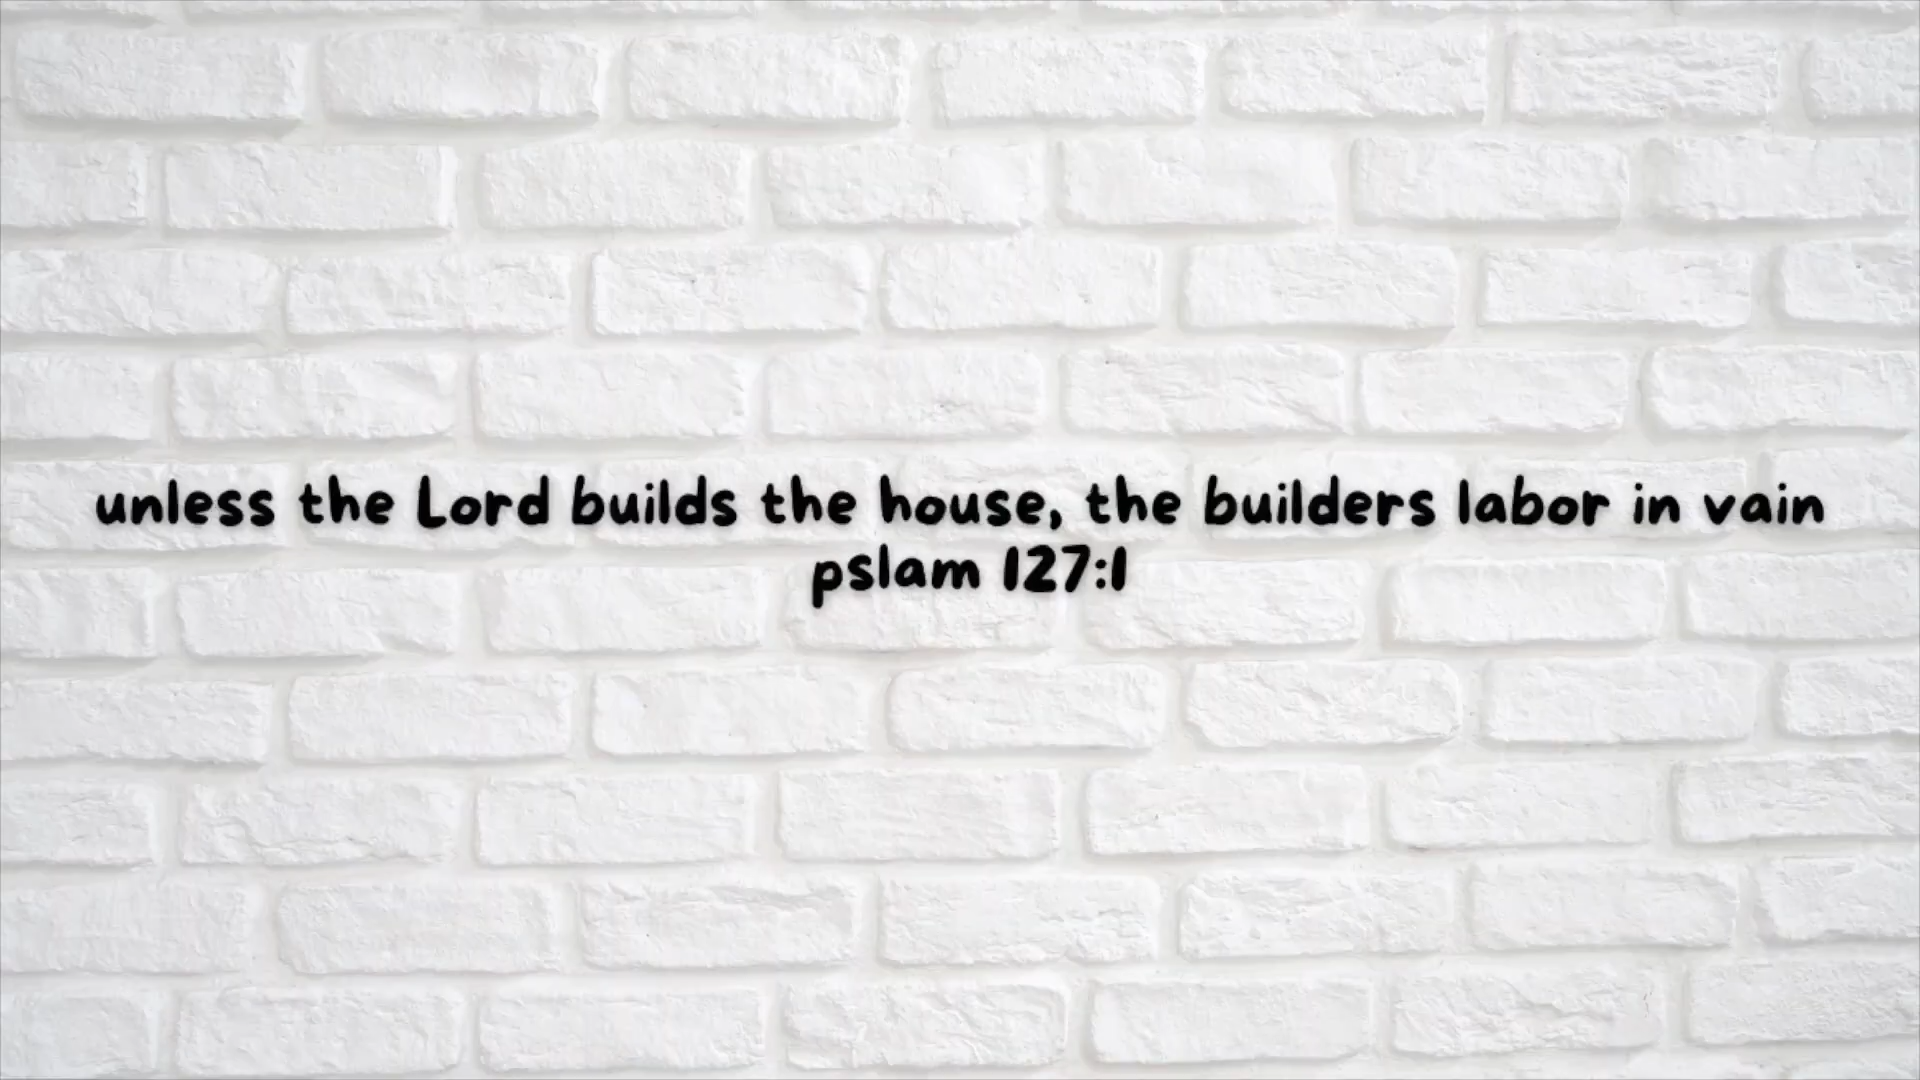 unless the Lord builds the house, the builders labor in vain
pslam 127:1